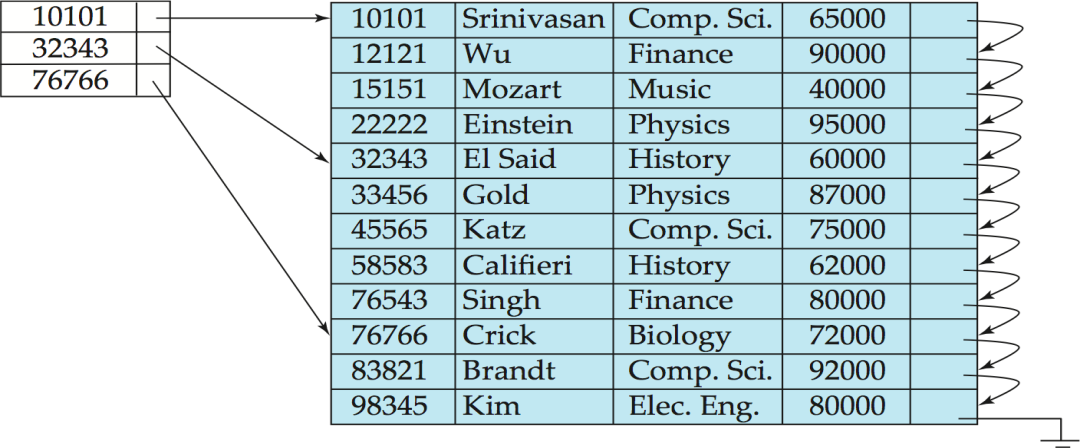 10101
32343
76766
10101 Srinivasan Comp. Sci. 65000
12121 Wu Finance 90000
15151 Mozart Music 40000
22222 Einstein Physics 95000
32343 El Said History 60000
33456 Gold Physics 87000
45565 Katz Comp. Sci. 75000
58583 Califieri History 62000
76543 Singh Finance 80000
76766 Crick Biology 72000
83821 Brandt Comp. Sci. 92000
98345 Kim Elec. Eng. 80000